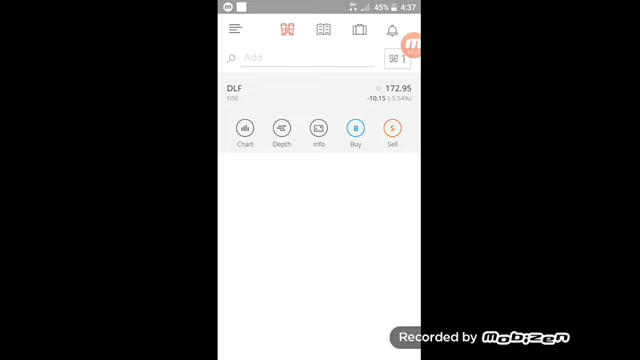 45% 4:37
Add
1
DLF 172.95
NSE -10.15 (-5.54%)
Chart Depth Info Buy Sell
Recorded by MOBIZEN